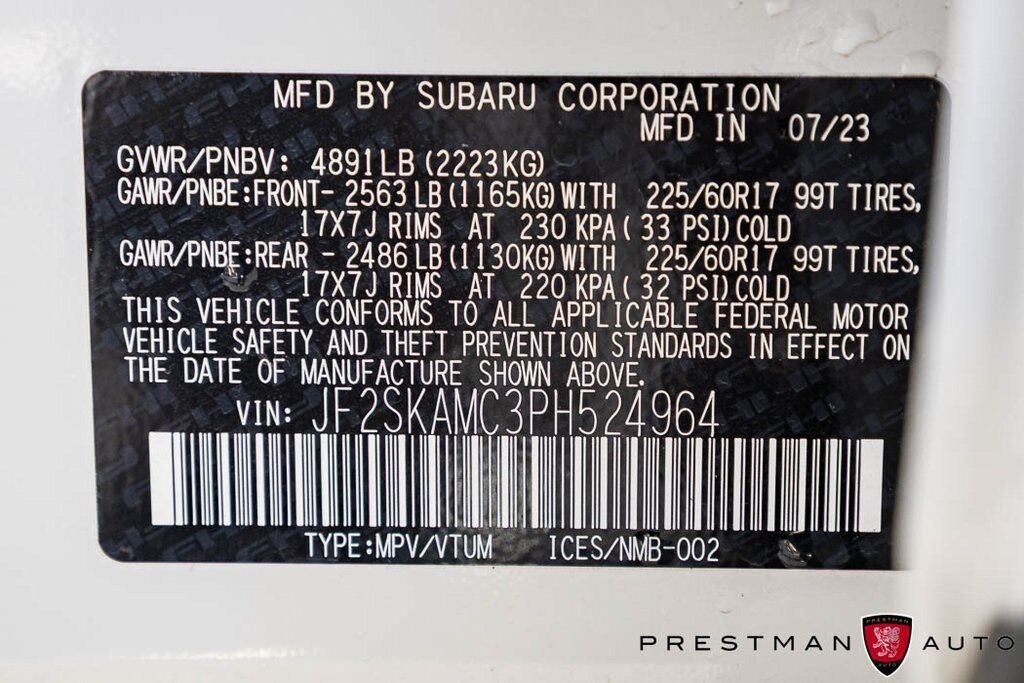 MFD BY SUBARU CORPORATION
MFD IN 07/23
GVWR/PNBV: 4891LB (2223KG)
GAWR/PNBE:FRONT- 2563 LB (1165KG) WITH 225/60R17 99T TIRES,
17X7J RIMS AT 230 KPA ( 33 PSI) COLD
GAWR/PNBE:REAR - 2486 LB (1130KG) WITH 225/60R17 99T TIRES,
17X7J RIMS AT 220 KPA ( 32 PSI) COLD
THIS VEHICLE CONFORMS TO ALL APPLICABLE FEDERAL MOTOR
VEHICLE SAFETY AND THEFT PREVENTION STANDARDS IN EFFECT ON
THE DATE OF MANUFACTURE SHOWN ABOVE.
VIN: JF2SKAMC3PH524964
TYPE:MPV/VTUM ICES/NMB-002
PRESTMAN PRESTMAN AUTO